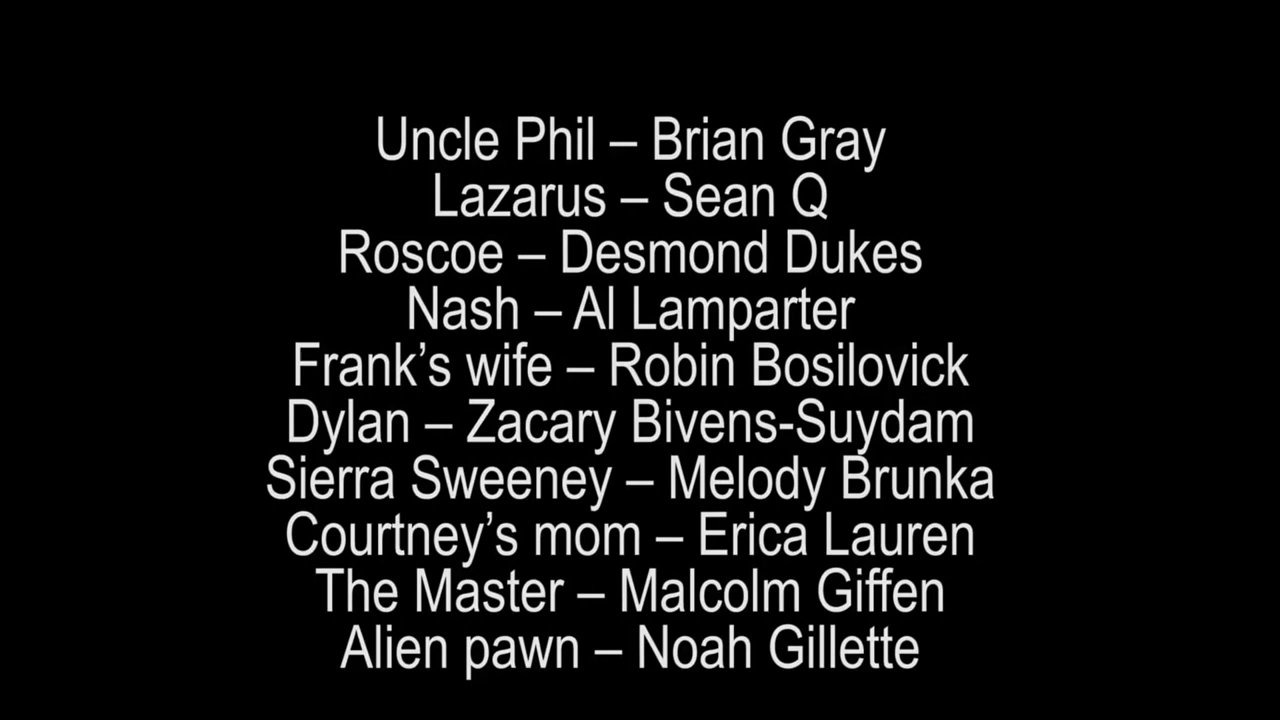 Uncle Phil – Brian Gray
Lazarus – Sean Q
Roscoe – Desmond Dukes
Nash – Al Lamparter
Frank’s wife – Robin Bosilovick
Dylan – Zacary Bivens-Suydam
Sierra Sweeney – Melody Brunka
Courtney’s mom – Erica Lauren
The Master – Malcolm Giffen
Alien pawn – Noah Gillette